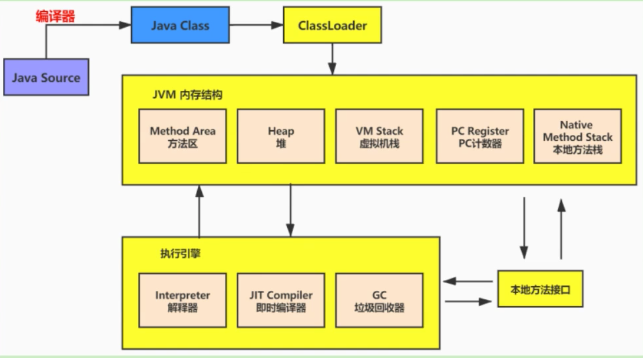 编译器
Java Class
ClassLoader
Java Source
JVM 内存结构
Method Area
方法区
Heap
堆
VM Stack
虚拟机栈
PC Register
PC计数器
Native
Method Stack
本地方法栈
执行引擎
Interpreter
解释器
JIT Compiler
即时编译器
GC
垃圾回收器
本地方法接口